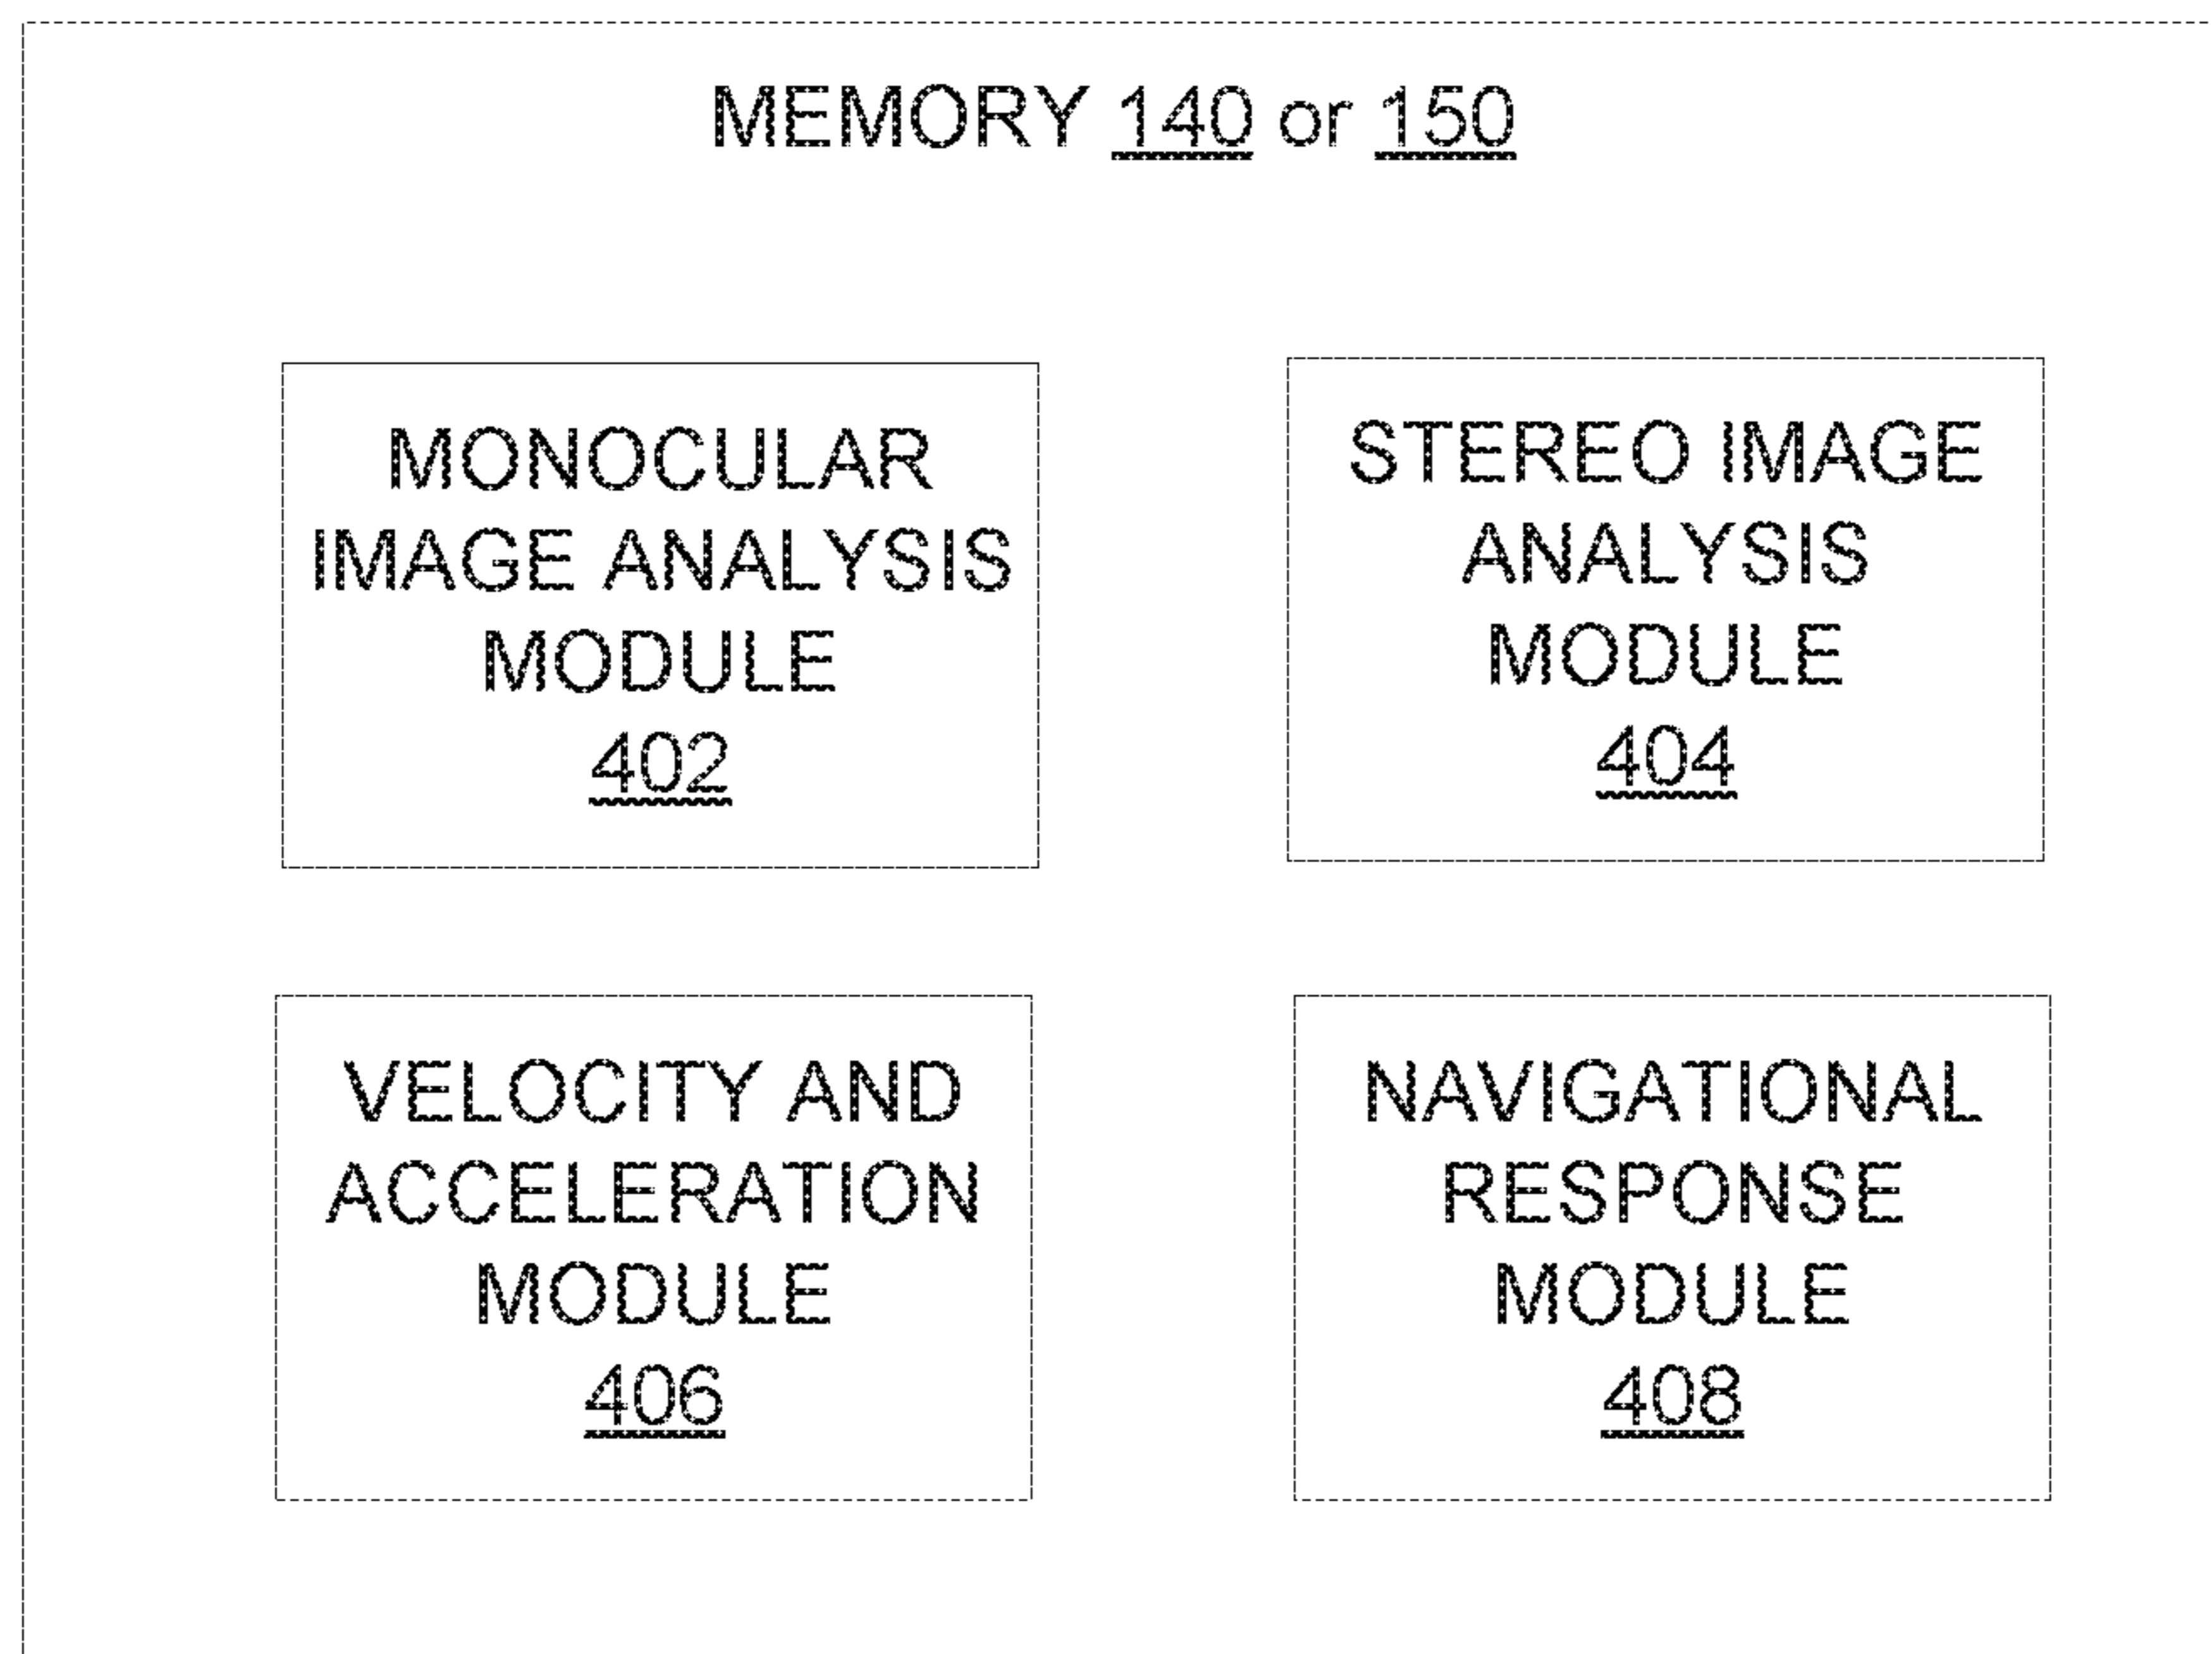 MEMORY 140 or 150
MONOCULAR
IMAGE ANALYSIS
MODULE
402
STEREO IMAGE
ANALYSIS
MODULE
404
VELOCITY AND
ACCELERATION
MODULE
406
NAVIGATIONAL
RESPONSE
MODULE
408